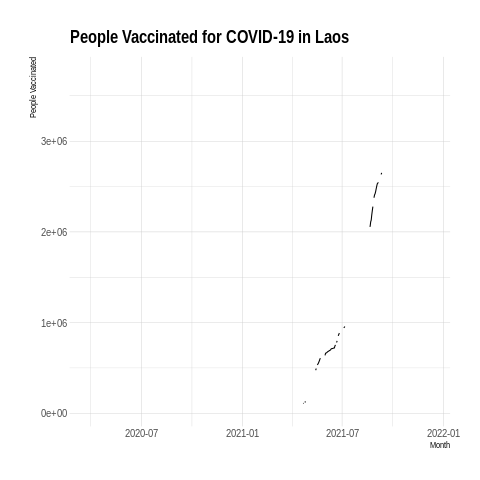 People Vaccinated for COVID-19 in Laos
People Vaccinated
3e+06
2e+06
1e+06
0e+00
2020-07
2021-01
2021-07
2022-01
Month